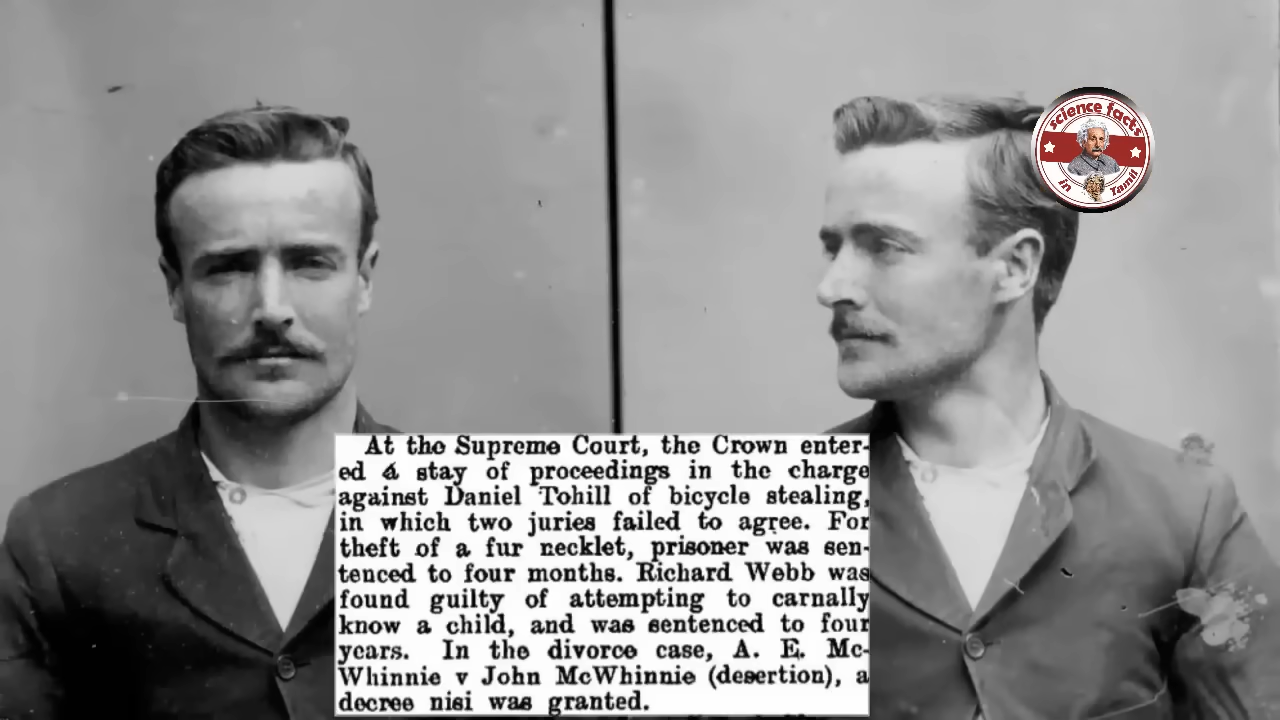 science facts
in Tamil
At the Supreme Court, the Crown enter-
ed a stay of proceedings in the charge
against Daniel Tohill of bicycle stealing,
in which two juries failed to agree. For
theft of a fur necklet, prisoner was sen-
tenced to four months. Richard Webb was
found guilty of attempting to carnally
know a child, and was sentenced to four
years. In the divorce case, A. E. Mc-
Whinnie v John McWhinnie (desertion), a
decree nisi was granted.